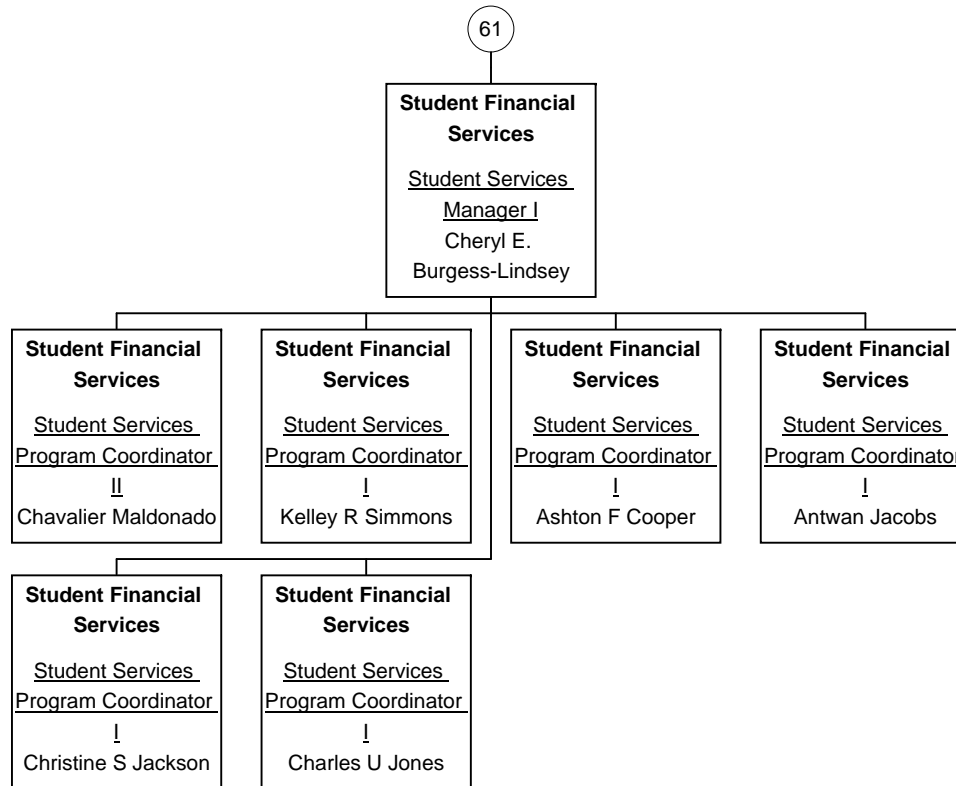 61
Student Financial
Services
Student Services
Manager I
Cheryl E.
Burgess-Lindsey
Student Financial
Services
Student Services
Program Coordinator
II
Chavalier Maldonado
Student Financial
Services
Student Services
Program Coordinator
I
Kelley R Simmons
Student Financial
Services
Student Services
Program Coordinator
I
Ashton F Cooper
Student Financial
Services
Student Services
Program Coordinator
I
Antwan Jacobs
Student Financial
Services
Student Services
Program Coordinator
I
Christine S Jackson
Student Financial
Services
Student Services
Program Coordinator
I
Charles U Jones